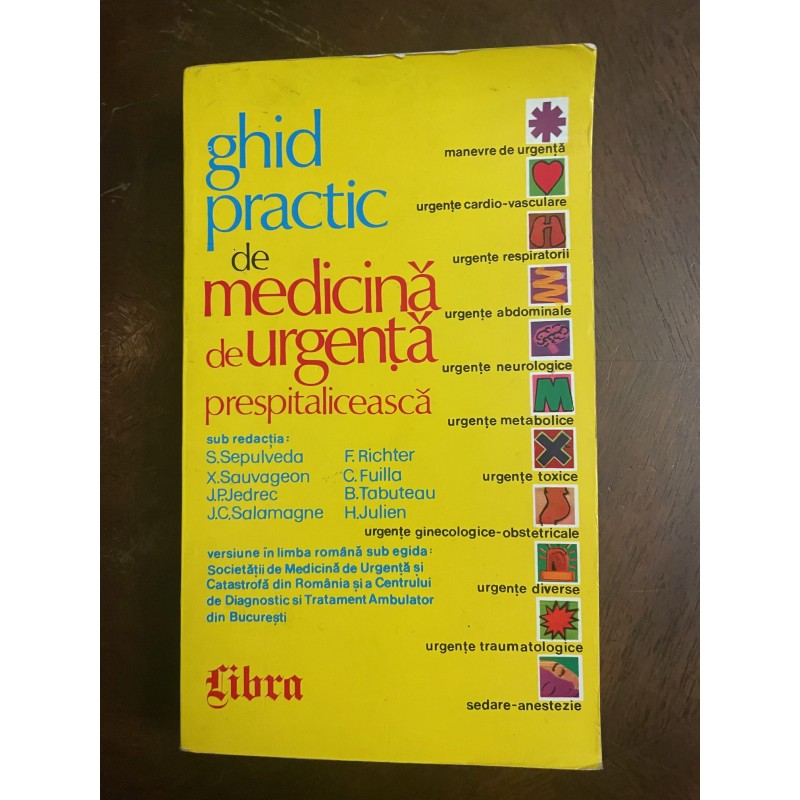 ghid
practic
de
medicină
de urgență
prespitalicească
sub redacția:
S.Sepulveda
X.Sauvageon
J.P.Jedrec
J.C.Salamagne
F. Richter
C. Fuilla
B. Tabuteau
H. Julien
versiune în limba română sub egida:
Societății de Medicină de Urgență și
Catastrofă din România și a Centrului
de Diagnostic si Tratament Ambulator
din București
Libra
manevre de urgență
urgențe cardio-vasculare
urgențe respiratorii
urgențe abdominale
urgențe neurologice
urgențe metabolice
urgențe toxice
urgențe ginecologice-obstetricale
urgențe diverse
urgențe traumatologice
sedare-anestezie